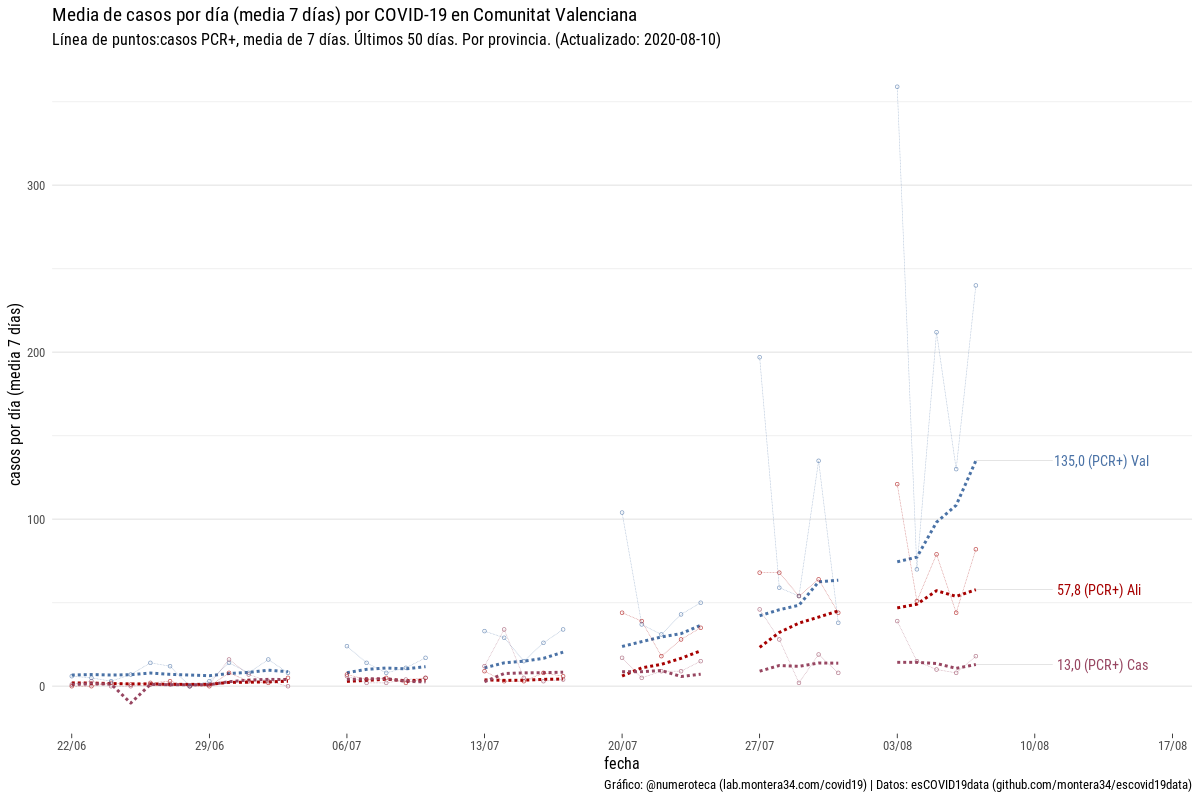 Media de casos por día (media 7 días) por COVID-19 en Comunitat Valenciana
Línea de puntos:casos PCR+, media de 7 días. Últimos 50 días. Por provincia. (Actualizado: 2020-08-10)
casos por día (media 7 días)
300
200
100
0
135,0 (PCR+) Val
57,8 (PCR+) Ali
13,0 (PCR+) Cas
22/06
29/06
06/07
13/07
20/07
27/07
03/08
10/08
17/08
fecha
Gráfico: @numeroteca (lab.montera34.com/covid19) | Datos: esCOVID19data (github.com/montera34/escovid19data)